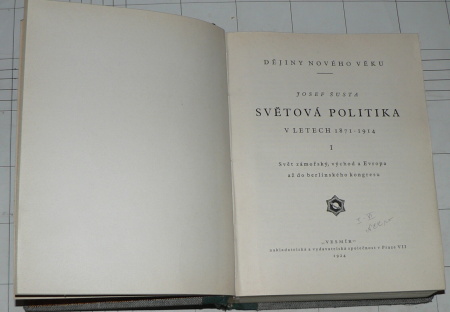 DĚJINY NOVÉHO VĚKU
JOSEF ŠUSTA
SVĚTOVÁ POLITIKA
V LETECH 1871-1914
I
Svět zámořský, východ a Evropa
až do berlínského kongresu
„VESMÍR“
nakladatelská a vydavatelská společnost v Praze VII
1924